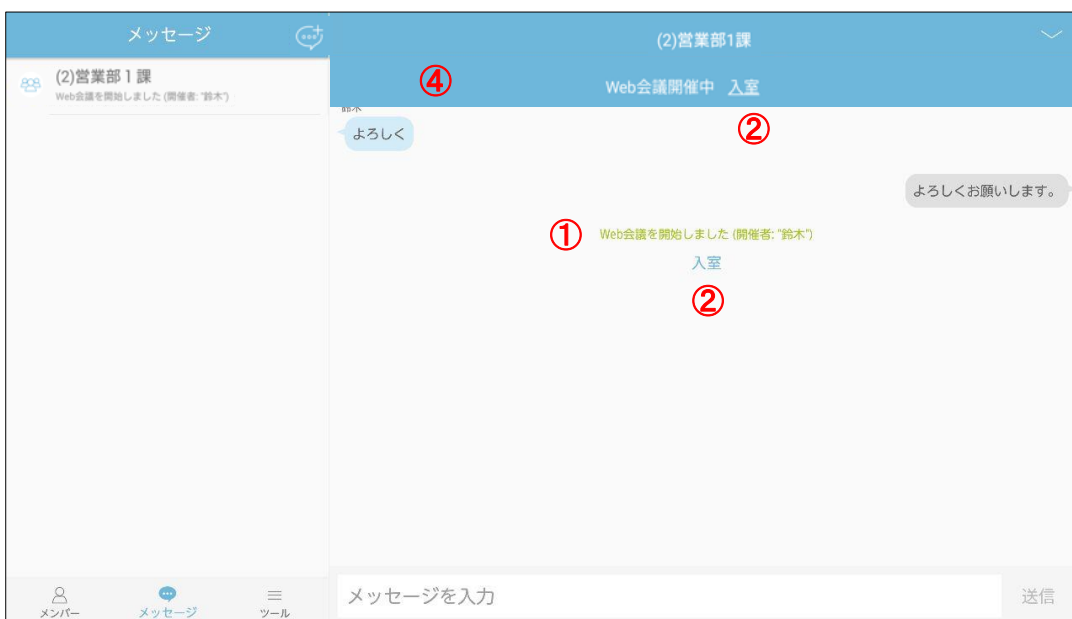 メッセージ
(2)営業部１課
Web会議を開始しました (開催者: "鈴木")
メンバー
メッセージ
ツール
(2)営業部1課
④
Web会議開催中 入室
②
鈴木
よろしく
よろしくお願いします。
① Web会議を開始しました (開催者: "鈴木")
入室
②
メッセージを入力
送信